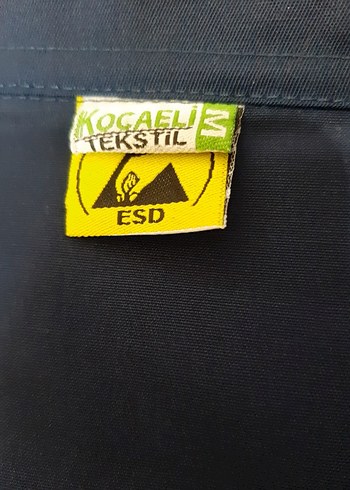 KOCAELİ
TEKSTİL
M
ESD